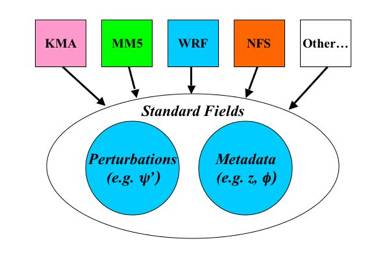 KMA MM5 WRF NFS Other…
Standard Fields
Perturbations Metadata
(e.g. ψ’) (e.g. z, ϕ)